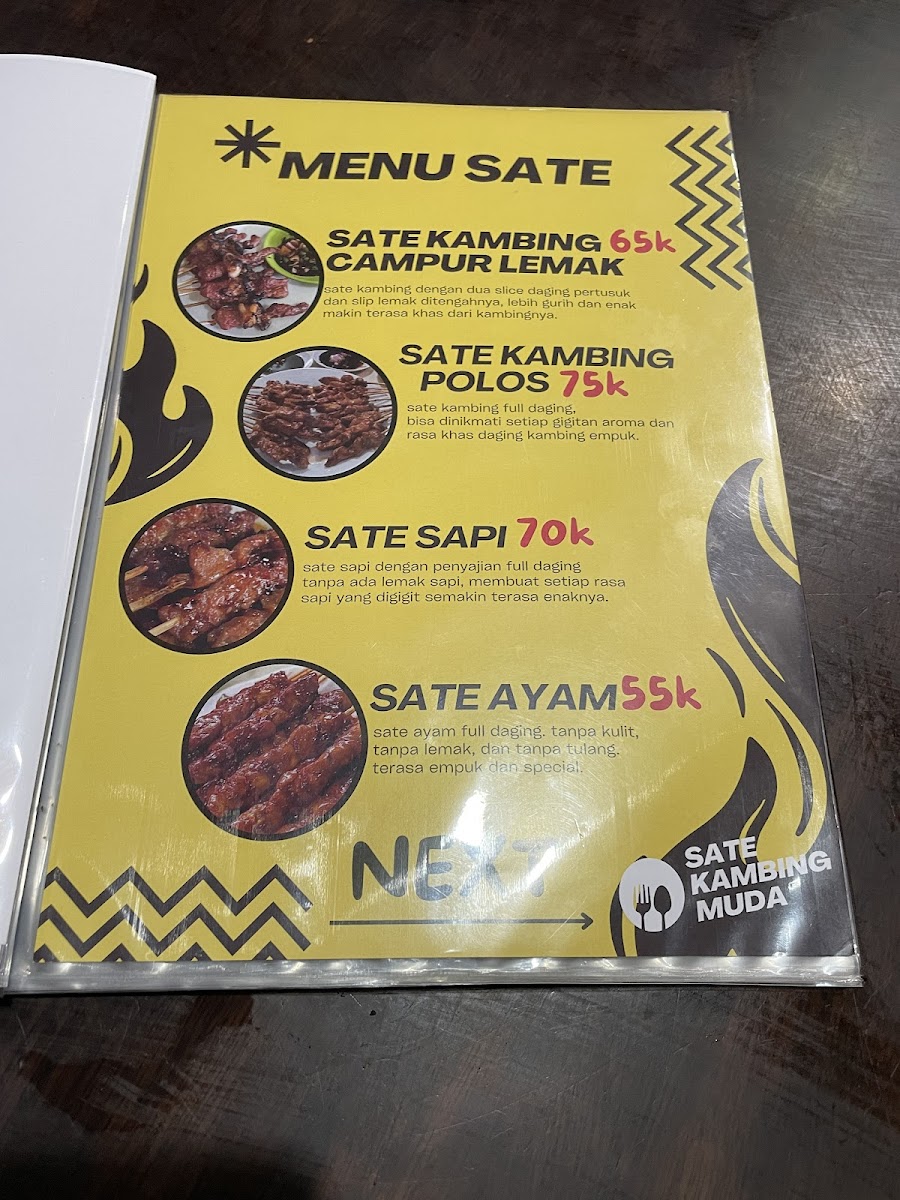 MENU SATE
SATE KAMBING 65k
CAMPUR LEMAK
sate kambing dengan dua slice daging pertusuk
dan slip lemak ditengahnya, lebih gurih dan enak
makin terasa khas dari kambingnya.
SATE KAMBING
POLOS 75k
sate kambing full daging,
bisa dinikmati setiap gigitan aroma dan
rasa khas daging kambing empuk.
SATE SAPI 70k
sate sapi dengan penyajian full daging
tanpa ada lemak sapi, membuat setiap rasa
sapi yang digigit semakin terasa enaknya.
SATE AYAM 55k
sate ayam full daging. tanpa kulit,
tanpa lemak, dan tanpa tulang.
terasa empuk dan special.
NEXT
SATE
KAMBING
MUDA